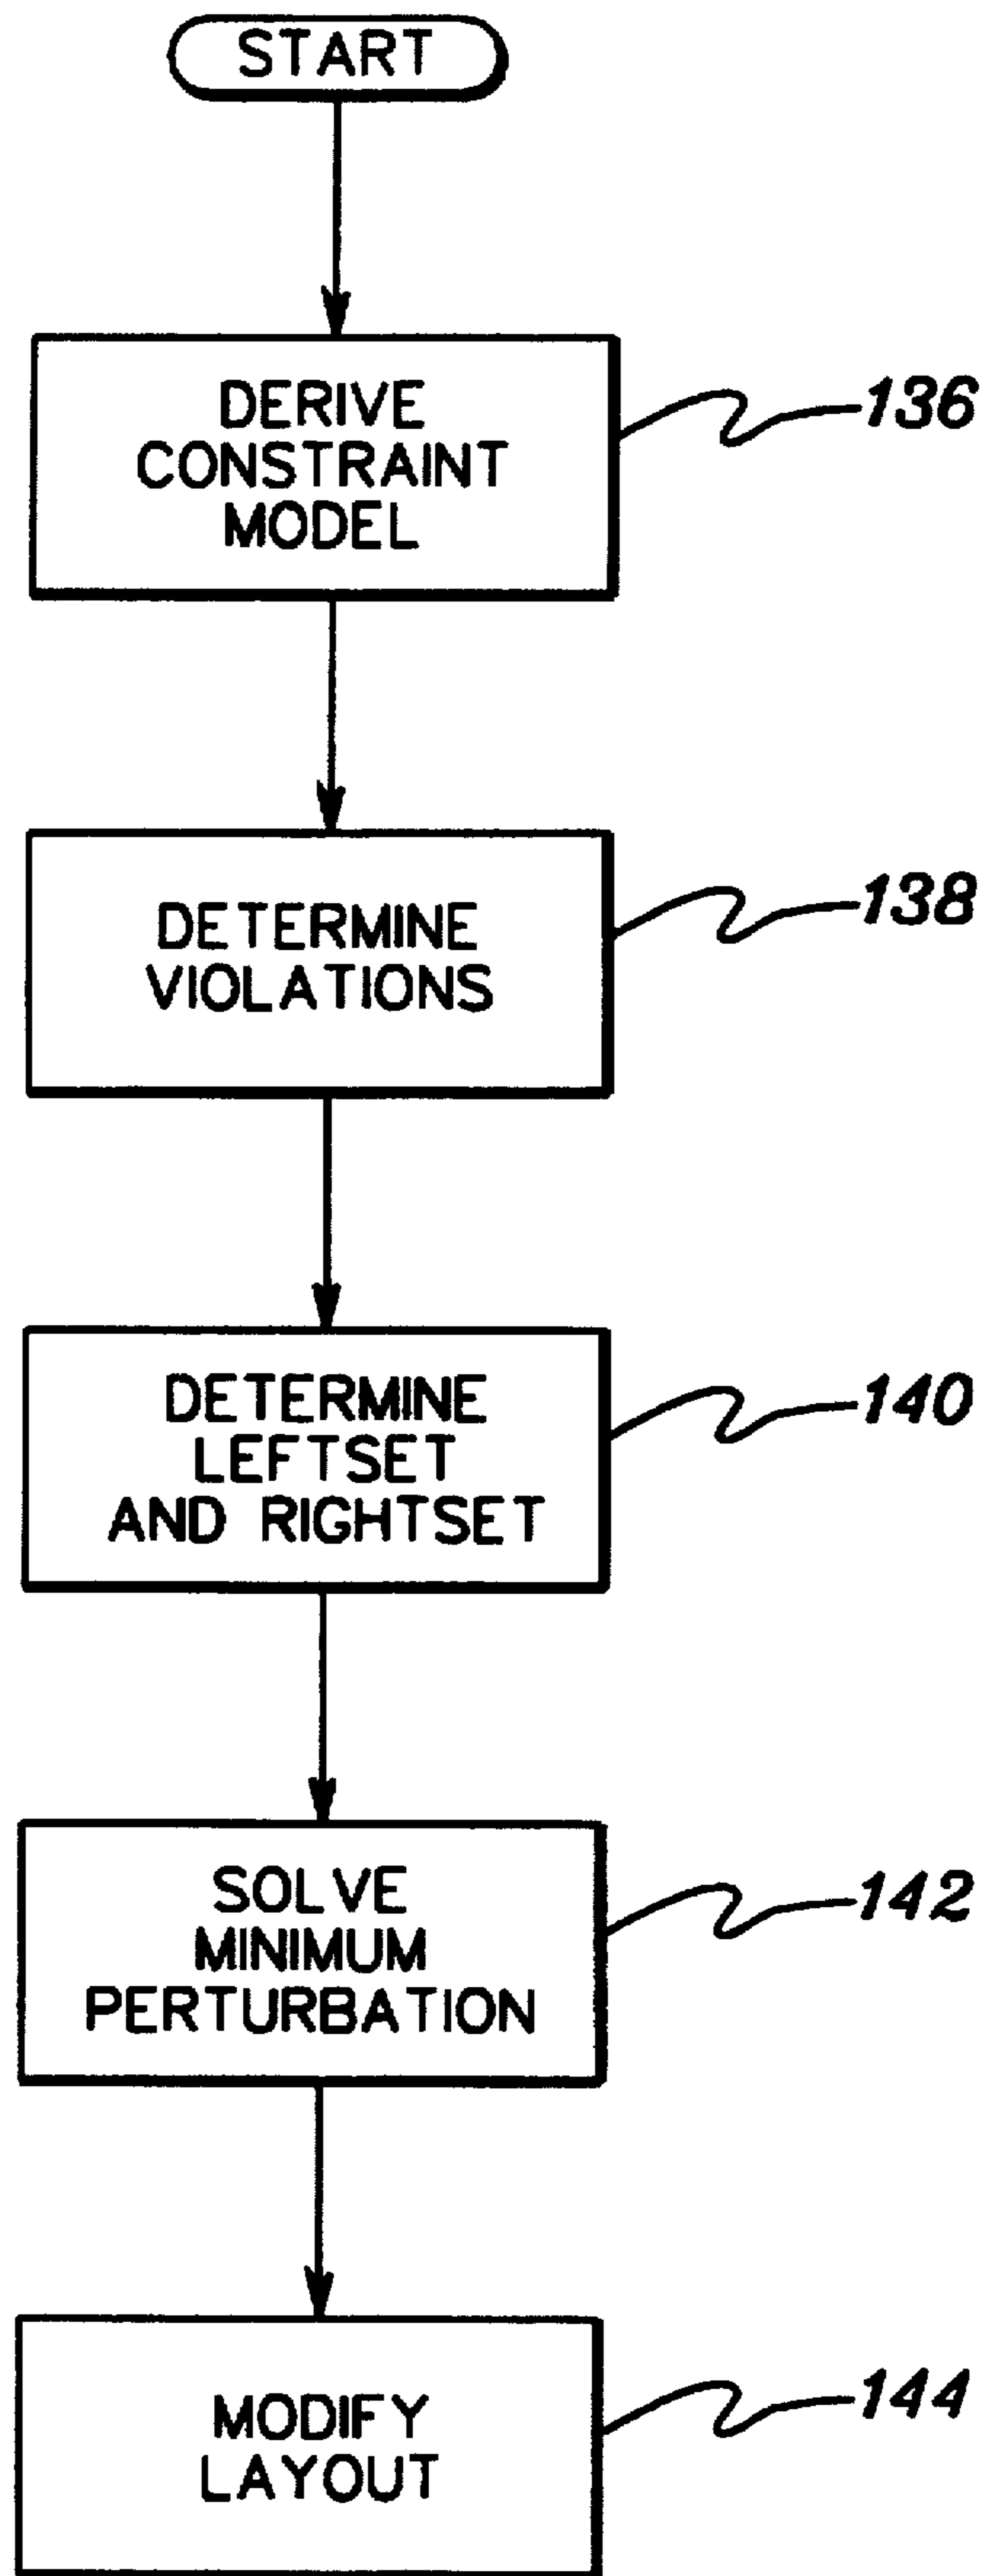 START
DERIVE
CONSTRAINT
MODEL
136
DETERMINE
VIOLATIONS
138
DETERMINE
LEFTSET
AND RIGHTSET
140
SOLVE
MINIMUM
PERTURBATION
142
MODIFY
LAYOUT
144